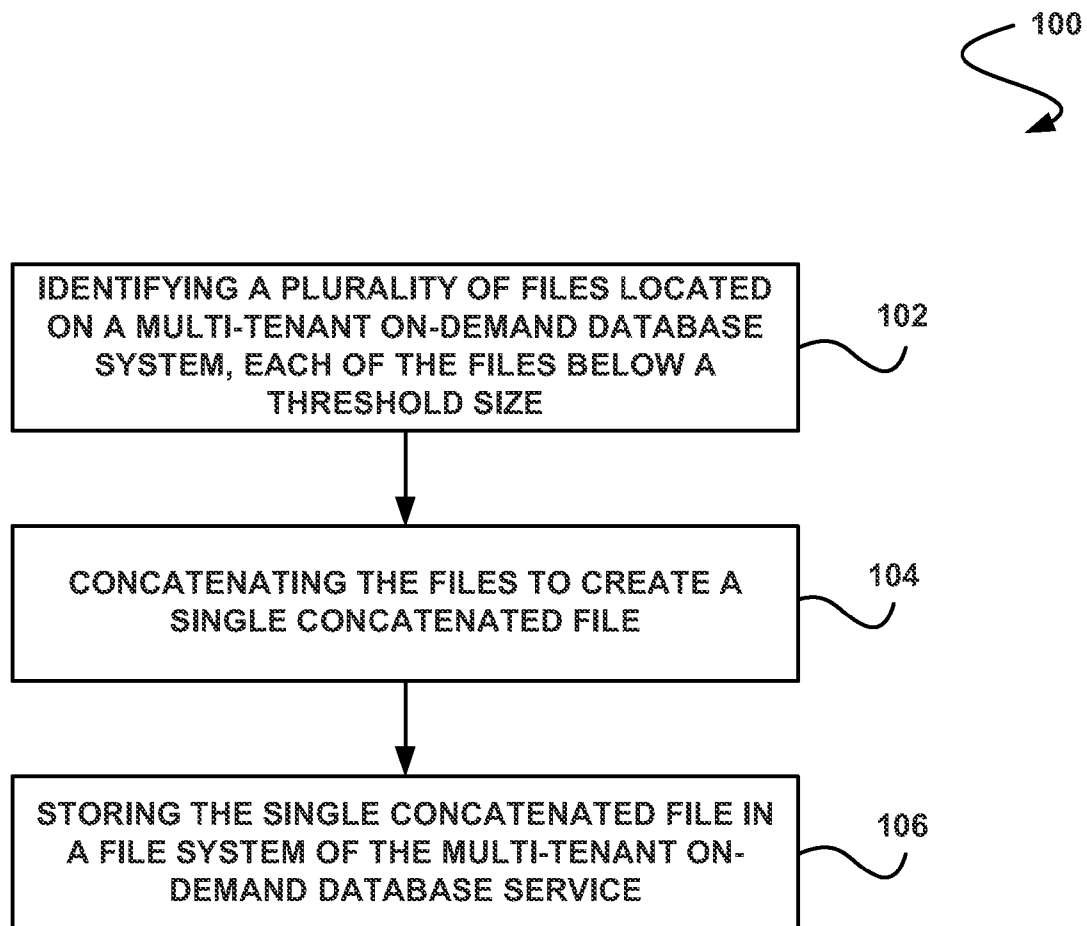 100
IDENTIFYING A PLURALITY OF FILES LOCATED
ON A MULTI-TENANT ON-DEMAND DATABASE
SYSTEM, EACH OF THE FILES BELOW A
THRESHOLD SIZE
102
CONCATENATING THE FILES TO CREATE A
SINGLE CONCATENATED FILE
104
STORING THE SINGLE CONCATENATED FILE IN
A FILE SYSTEM OF THE MULTI-TENANT ON-
DEMAND DATABASE SERVICE
106